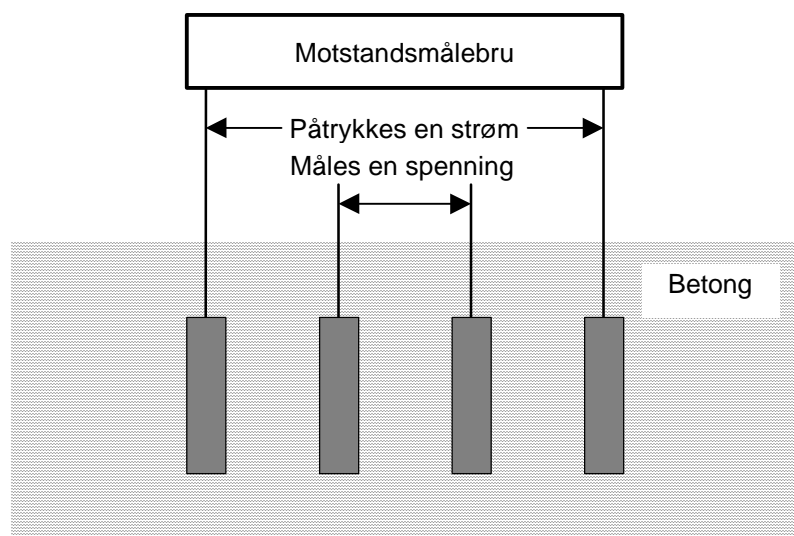 Motstandsmålebru
Påtrykkes en strøm
Måles en spenning
Betong